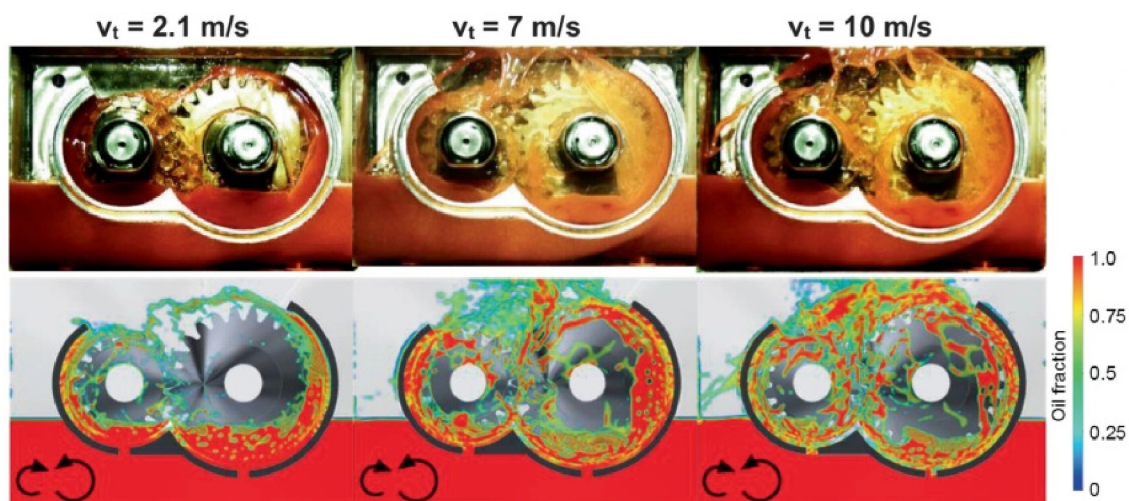 vₜ = 2.1 m/s
vₜ = 7 m/s
vₜ = 10 m/s
1.0
0.75
0.5
0.25
0
Oil fraction